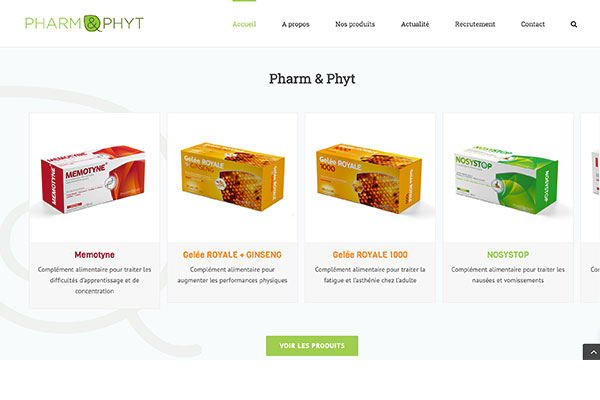 PHARM&PHYT
Accueil A propos Nos produits Actualité Recrutement Contact
Pharm & Phyt
MEMOTYNE
MEMOTYNE
Gelée ROYALE
+ GINSENG
Gelée ROYALE
1000
NOSYSTOP
Memotyne
Complément alimentaire pour traiter les
difficultés d'apprentissage et de
concentration
Gelée ROYALE + GINSENG
Complément alimentaire pour
augmenter les performances physiques
Gelée ROYALE 1000
Complément alimentaire pour traiter la
fatigue et l'asthénie chez l'adulte
NOSYSTOP
Complément alimentaire pour traiter les
nausées et vomissements
VOIR LES PRODUITS